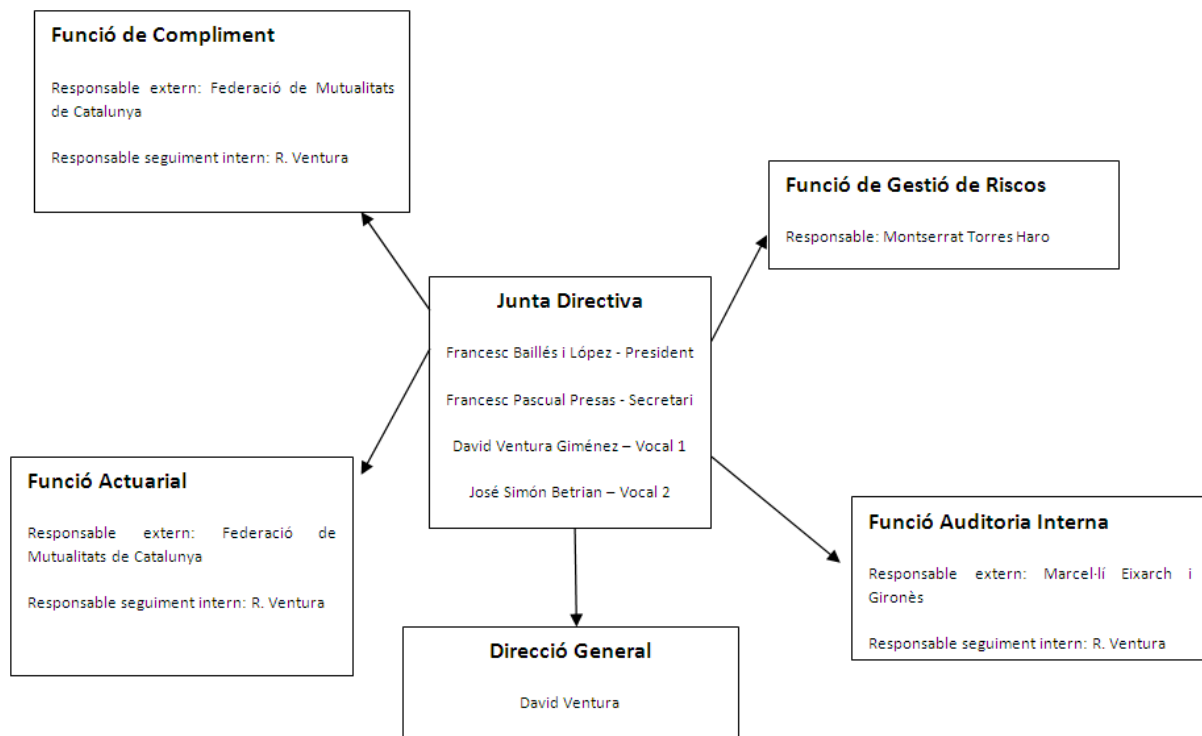 Funció de Compliment
Responsable extern: Federació de Mutualitats
de Catalunya
Responsable seguiment intern: R. Ventura
Funció de Gestió de Riscos
Responsable: Montserrat Torres Haro
Junta Directiva
Francesc Baillés i López - President
Francesc Pascual Presas - Secretari
David Ventura Giménez – Vocal 1
José Simón Betrian – Vocal 2
Funció Actuarial
Responsable extern: Federació de
Mutualitats de Catalunya
Responsable seguiment intern: R. Ventura
Funció Auditoria Interna
Responsable extern: Marcel·lí Eixarch i
Gironès
Responsable seguiment intern: R. Ventura
Direcció General
David Ventura